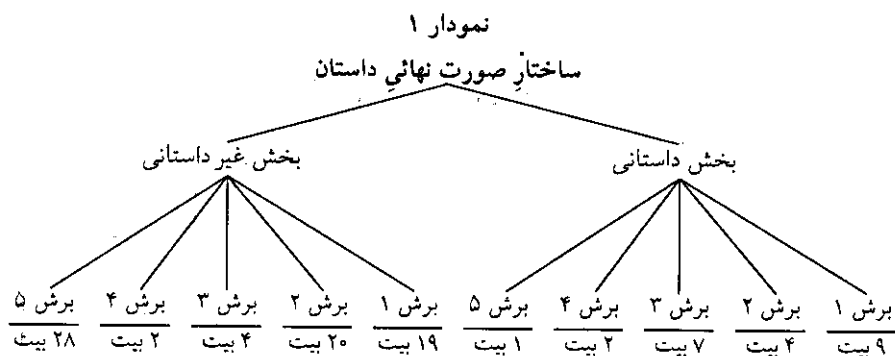 نمودار ۱
ساختارِ صورت نهائیِ داستان
بخش داستانی بخش غیر داستانی
برش ۱ برش ۲ برش ۳ برش ۴ برش ۵ برش ۱ برش ۲ برش ۳ برش ۴ برش ۵
۹ بیت ۴ بیت ۷ بیت ۲ بیت ۱ بیت ۱۹ بیت ۲۰ بیت ۴ بیت ۲ بیت ۲۸ بیت